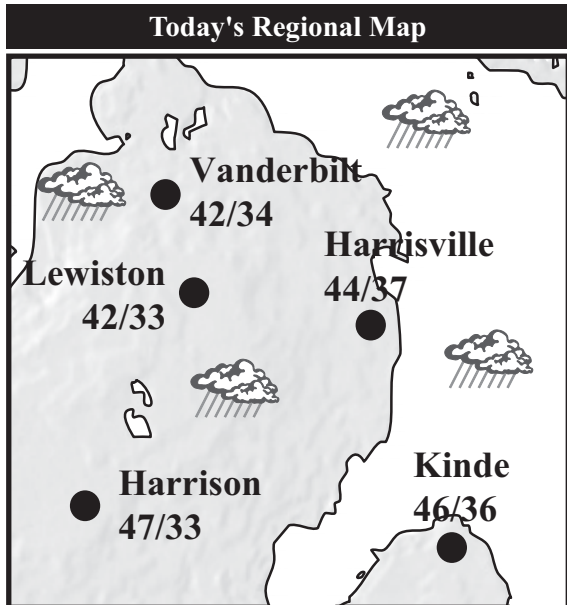 Today's Regional Map
Vanderbilt
42/34
Harrisville
44/37
Lewiston
42/33
Harrison
47/33
Kinde
46/36